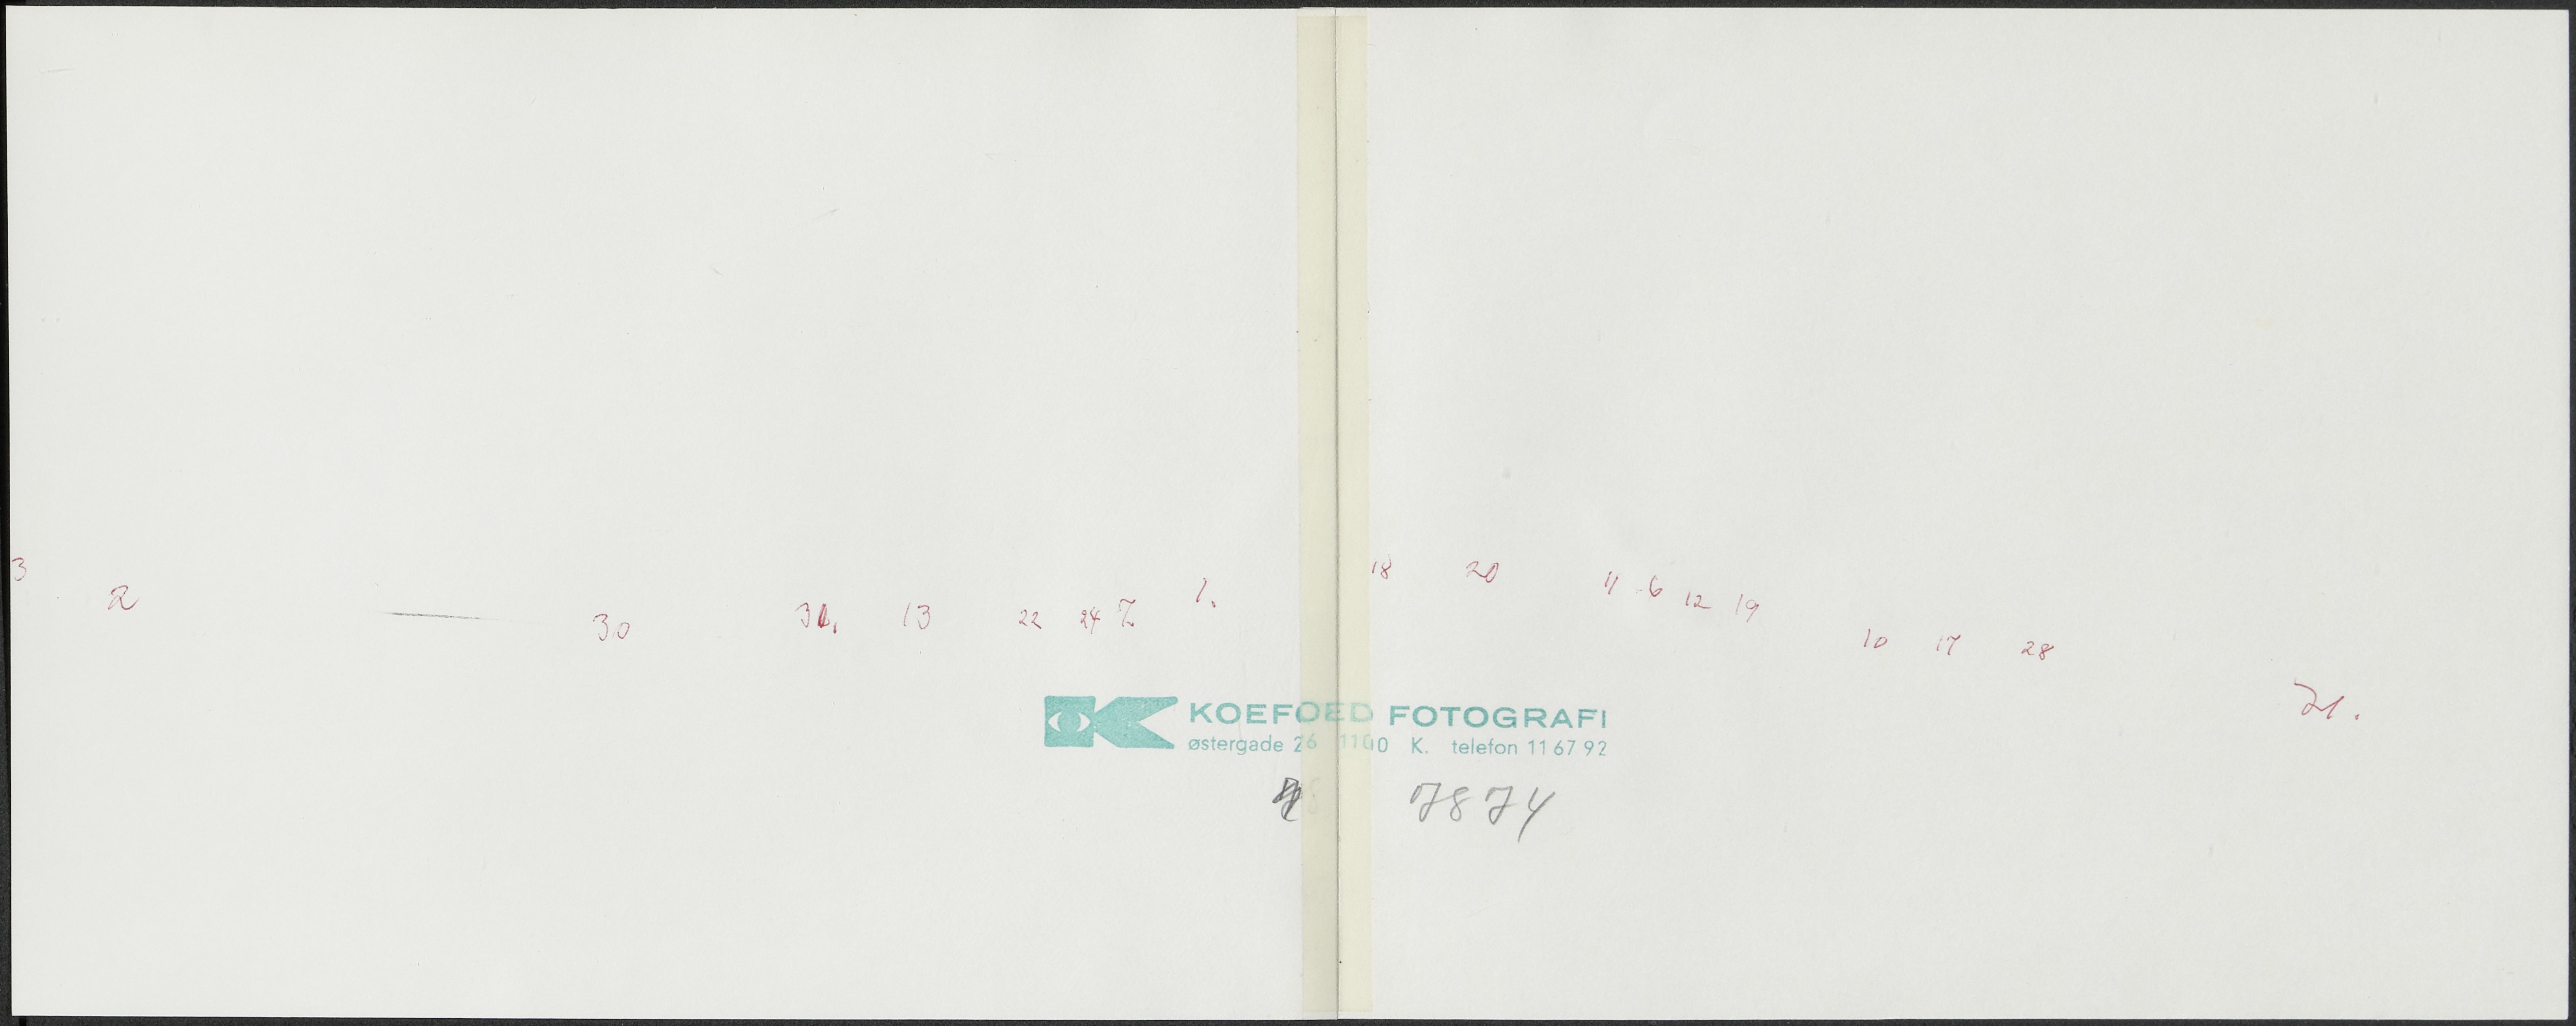 3 2 30 31. 13 22 24 7. 1. 18 20 11 6 12 19 10 17 28 21.
KOEFOED FOTOGRAFI
østergade 26 1100 K. telefon 11 67 92
7874